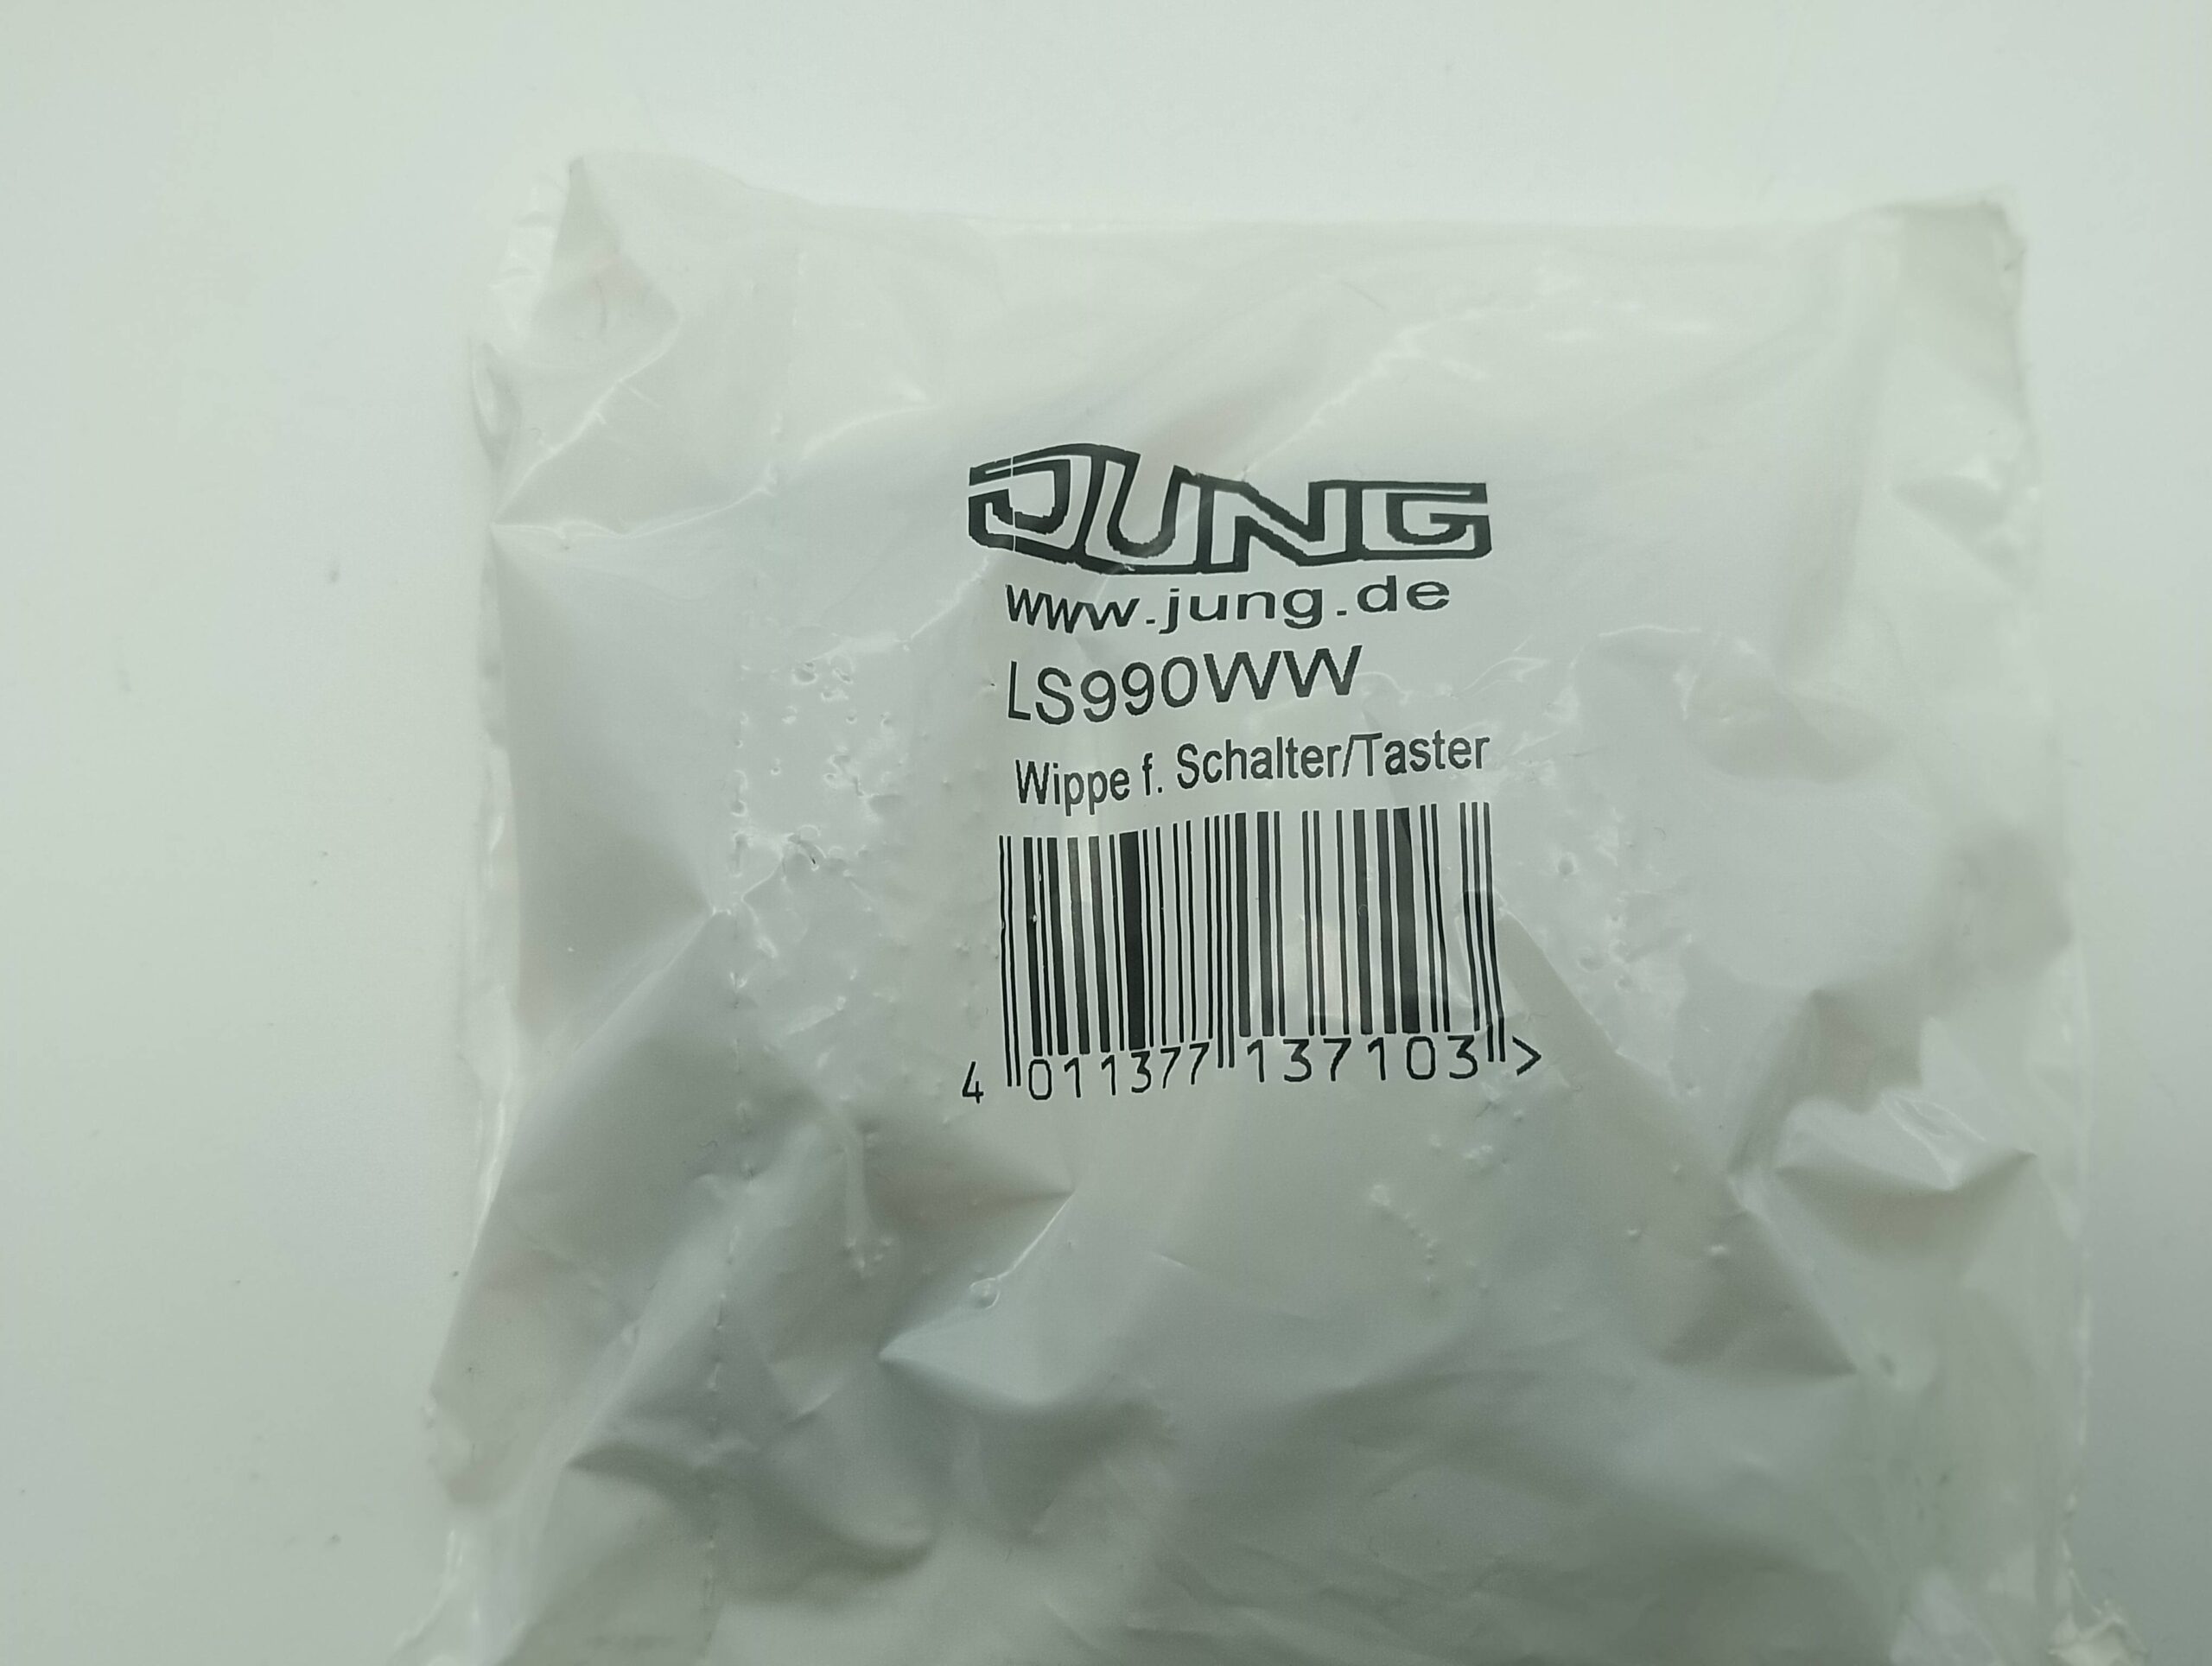 JUNG
www.jung.de
LS990WW
Wippe f. Schalter/Taster
4 011377 137103 >